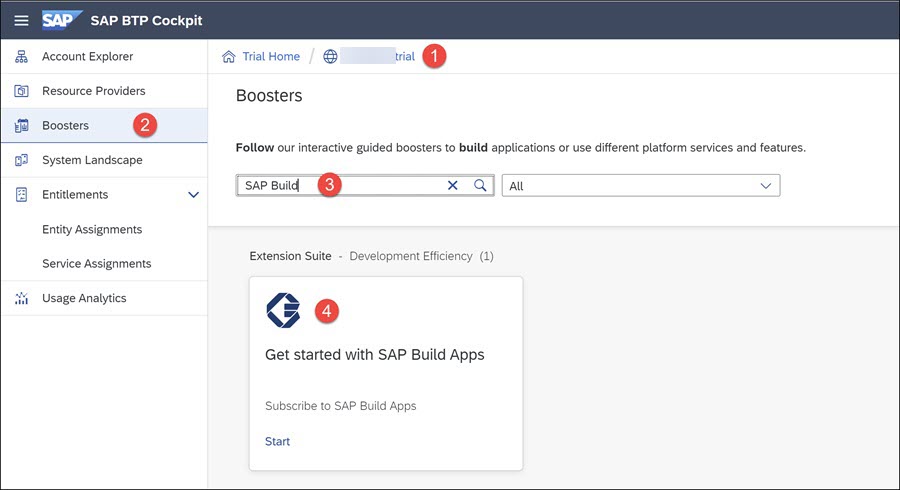 SAP SAP BTP Cockpit
Account Explorer
Resource Providers
Boosters 2
System Landscape
Entitlements
Entity Assignments
Service Assignments
Usage Analytics
Trial Home / trial 1
Boosters
Follow our interactive guided boosters to build applications or use different platform services and features.
SAP Build 3 All
Extension Suite - Development Efficiency (1)
4
Get started with SAP Build Apps
Subscribe to SAP Build Apps
Start